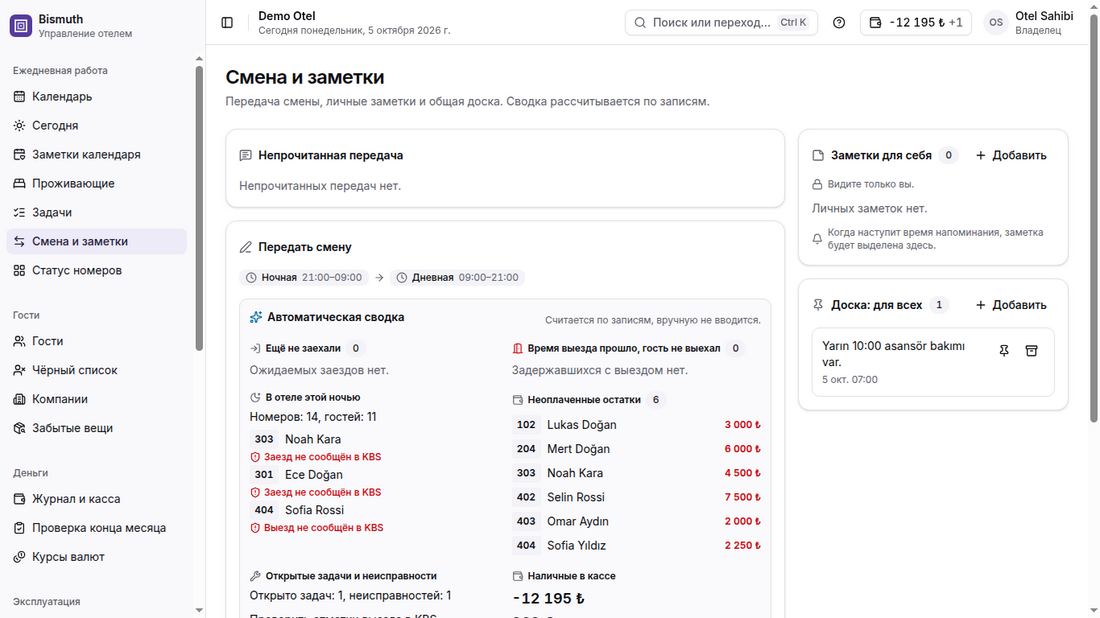 Bismuth
Управление отелем
Ежедневная работа
Календарь
Сегодня
Заметки календаря
Проживающие
Задачи
Смена и заметки
Статус номеров
Гости
Гости
Чёрный список
Компании
Забытые вещи
Деньги
Журнал и касса
Проверка конца месяца
Курсы валют
Эксплуатация
Demo Otel
Сегодня понедельник, 5 октября 2026 г.
Поиск или переход… Ctrl K
-12 195 ₺ +1
OS
Otel Sahibi
Владелец
Смена и заметки
Передача смены, личные заметки и общая доска. Сводка рассчитывается по записям.
Непрочитанная передача
Непрочитанных передач нет.
Передать смену
Ночная 21:00–09:00 → Дневная 09:00–21:00
Автоматическая сводка
Считается по записям, вручную не вводится.
Ещё не заехали 0
Ожидаемых заездов нет.
В отеле этой ночью
Номеров: 14, гостей: 11
303 Noah Kara
Заезд не сообщён в KBS
301 Ece Doğan
Заезд не сообщён в KBS
404 Sofia Rossi
Выезд не сообщён в KBS
Время выезда прошло, гость не выехал 0
Задержавшихся с выездом нет.
Неоплаченные остатки 6
102 Lukas Doğan 3 000 ₺
204 Mert Doğan 6 000 ₺
303 Noah Kara 4 500 ₺
402 Selin Rossi 7 500 ₺
403 Omar Aydın 2 000 ₺
404 Sofia Yıldız 2 250 ₺
Открытые задачи и неисправности
Открыто задач: 1, неисправностей: 1
Наличные в кассе
-12 195 ₺
Заметки для себя 0
Добавить
Видите только вы.
Личных заметок нет.
Когда наступит время напоминания, заметка
будет выделена здесь.
Доска: для всех 1
Добавить
Yarın 10:00 asansör bakımı
var.
5 окт. 07:00